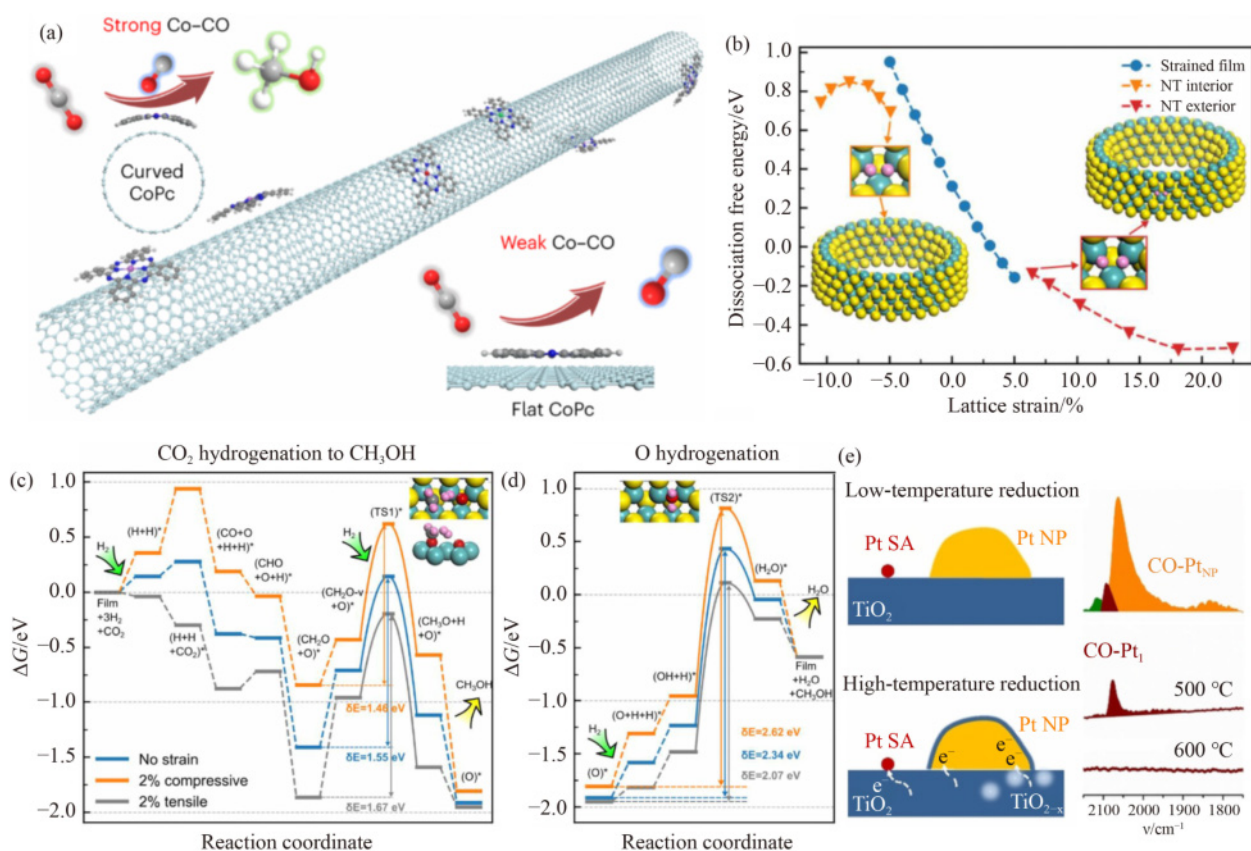 (a)
Strong Co–CO
Curved
CoPc
Weak Co–CO
Flat CoPc
(b)
Dissociation free energy/eV
1.0
0.8
0.6
0.4
0.2
0.0
−0.2
−0.4
−0.6
Strained film
NT interior
NT exterior
−10.0 −5.0 0.0 5.0 10.0 15.0 20.0
Lattice strain/%
CO₂ hydrogenation to CH₃OH
(c)
ΔG/eV
1.0
0.5
0.0
−0.5
−1.0
−1.5
−2.0
H₂
Film
+3H₂
+CO₂
(H+H)*
(H+H
+CO₂)*
(CO+O
+H+H)*
(CHO
+O+H)*
(CH₂O
+O)*
(CH₂O-v
+O)*
H₂
(TS1)*
(CH₃O+H
+O)*
CH₃OH
(O)*
δE=1.46 eV
δE=1.55 eV
δE=1.67 eV
No strain
2% compressive
2% tensile
Reaction coordinate
O hydrogenation
(d)
ΔG/eV
1.0
0.5
0.0
−0.5
−1.0
−1.5
−2.0
H₂
(O)*
(O+H+H)*
(OH+H)*
(TS2)*
(H₂O)*
H₂O
Film
+H₂O
+CH₃OH
δE=2.62 eV
δE=2.34 eV
δE=2.07 eV
Reaction coordinate
(e)
Low-temperature reduction
Pt SA
Pt NP
TiO₂
CO-Pt_NP
CO-Pt₁
High-temperature reduction
500 °C
600 °C
Pt SA
Pt NP
e⁻
e⁻
e⁻
e⁻
TiO₂
TiO₂₋ₓ
2100 2000 1900 1800
ν/cm⁻¹